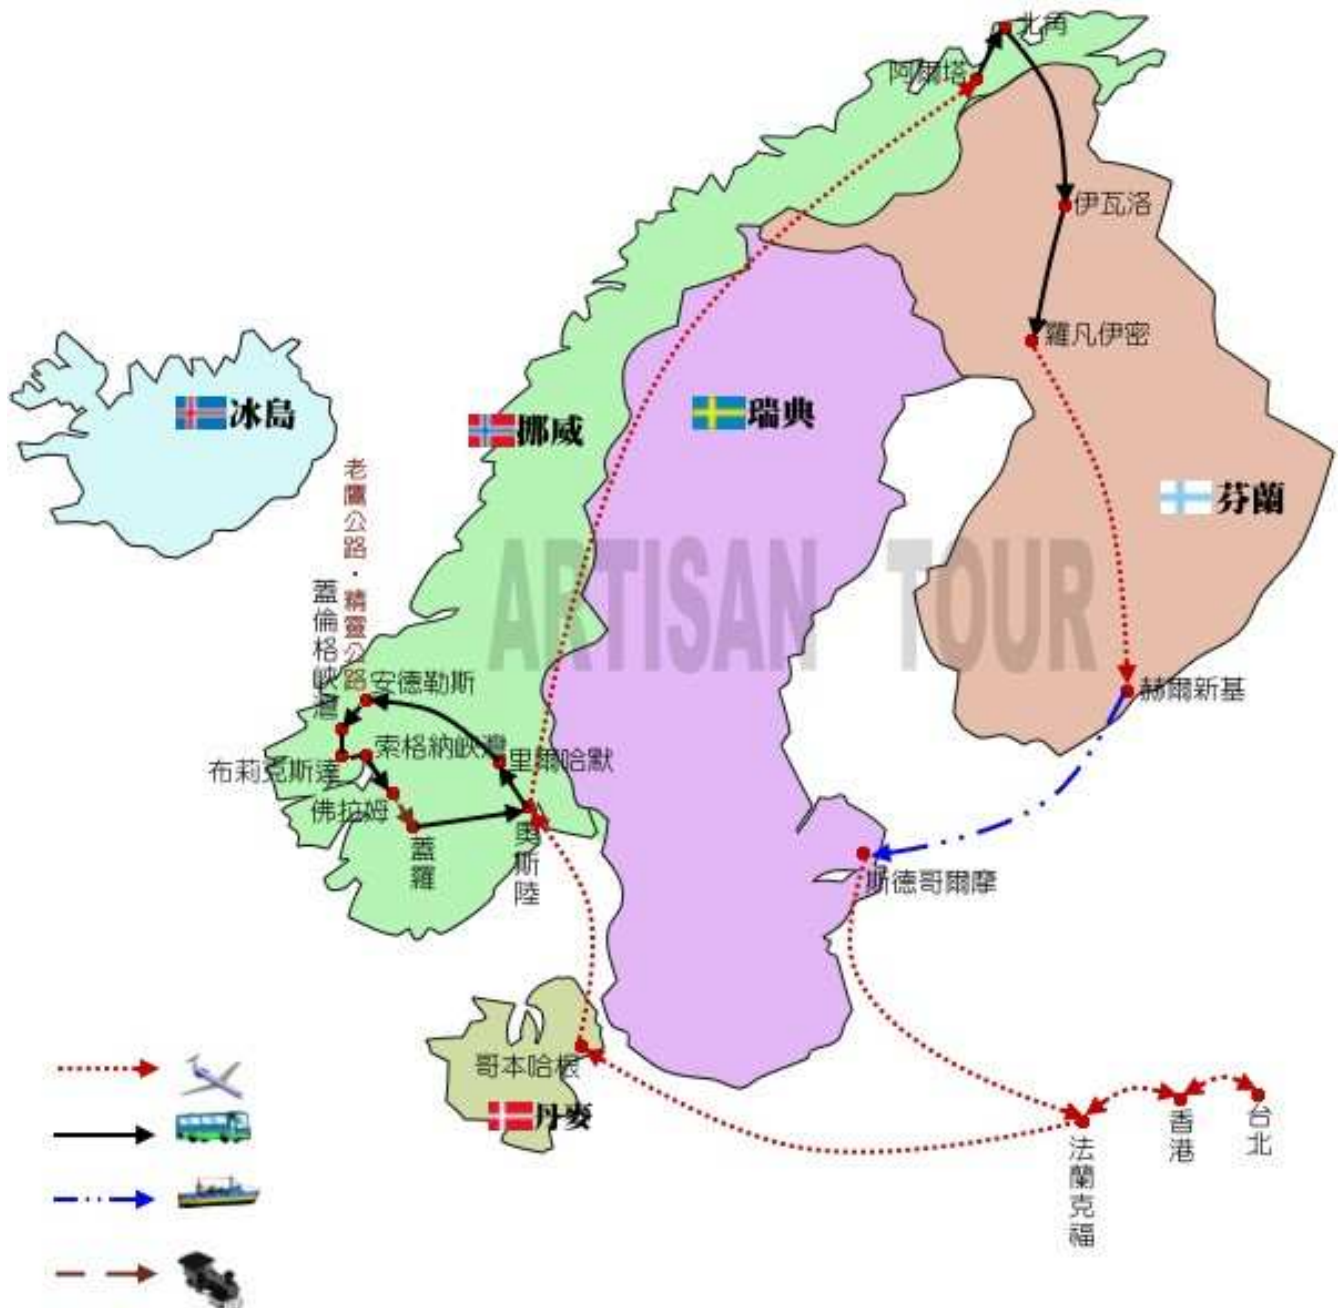 北角
阿爾塔
伊瓦洛
羅凡伊密
冰島
挪威
瑞典
芬蘭
老鷹公路．精靈公路
蓋倫格峽灣
ARTISAN TOUR
安德勒斯
赫爾新基
索格納峽灣
里爾哈默
布莉克斯達
佛拉姆
蓋羅
奧斯陸
斯德哥爾摩
哥本哈根
丹麥
法蘭克福
香港
台北